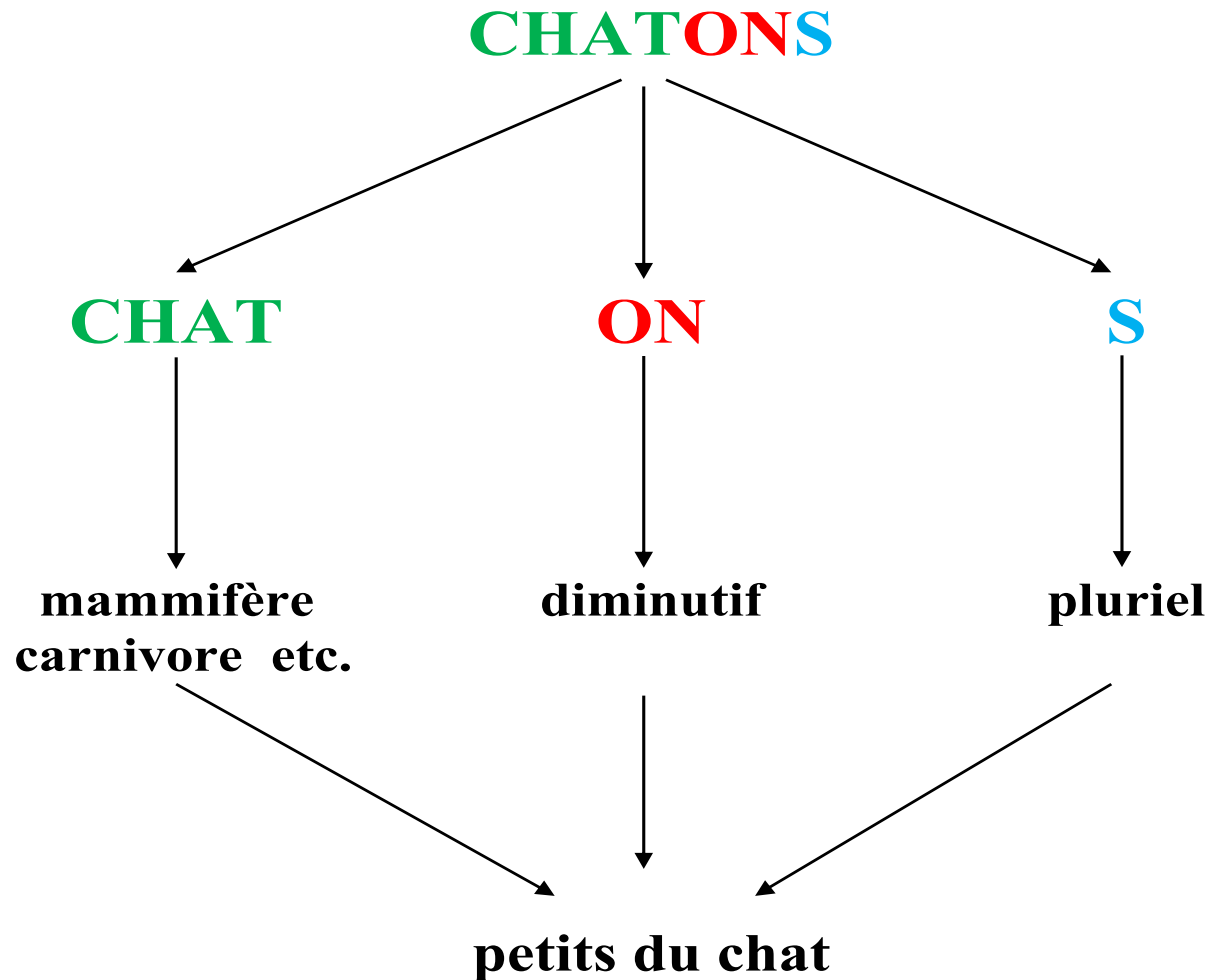 CHATONS
CHAT ON S
mammifère diminutif pluriel
carnivore etc.
petits du chat